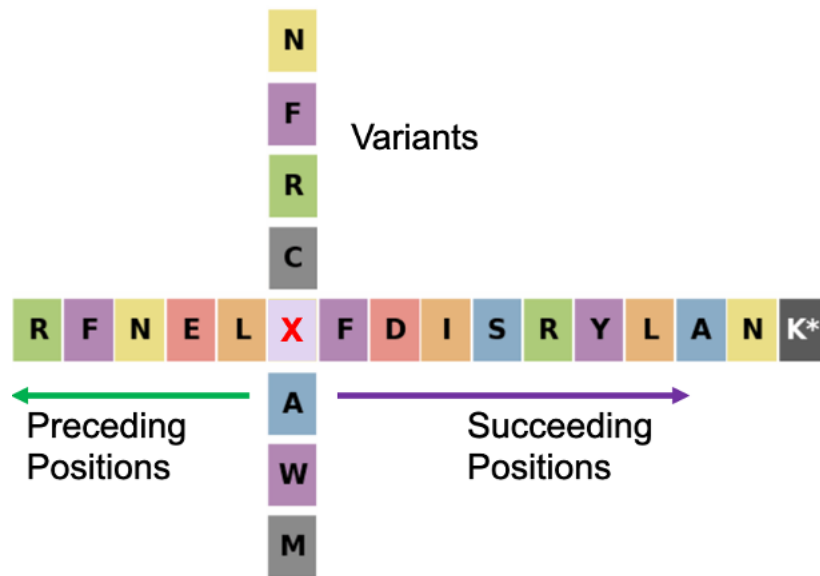 N
F
Variants
R
C
R F N E L X F D I S R Y L A N K*
A
Preceding
Positions
Succeeding
Positions
W
M